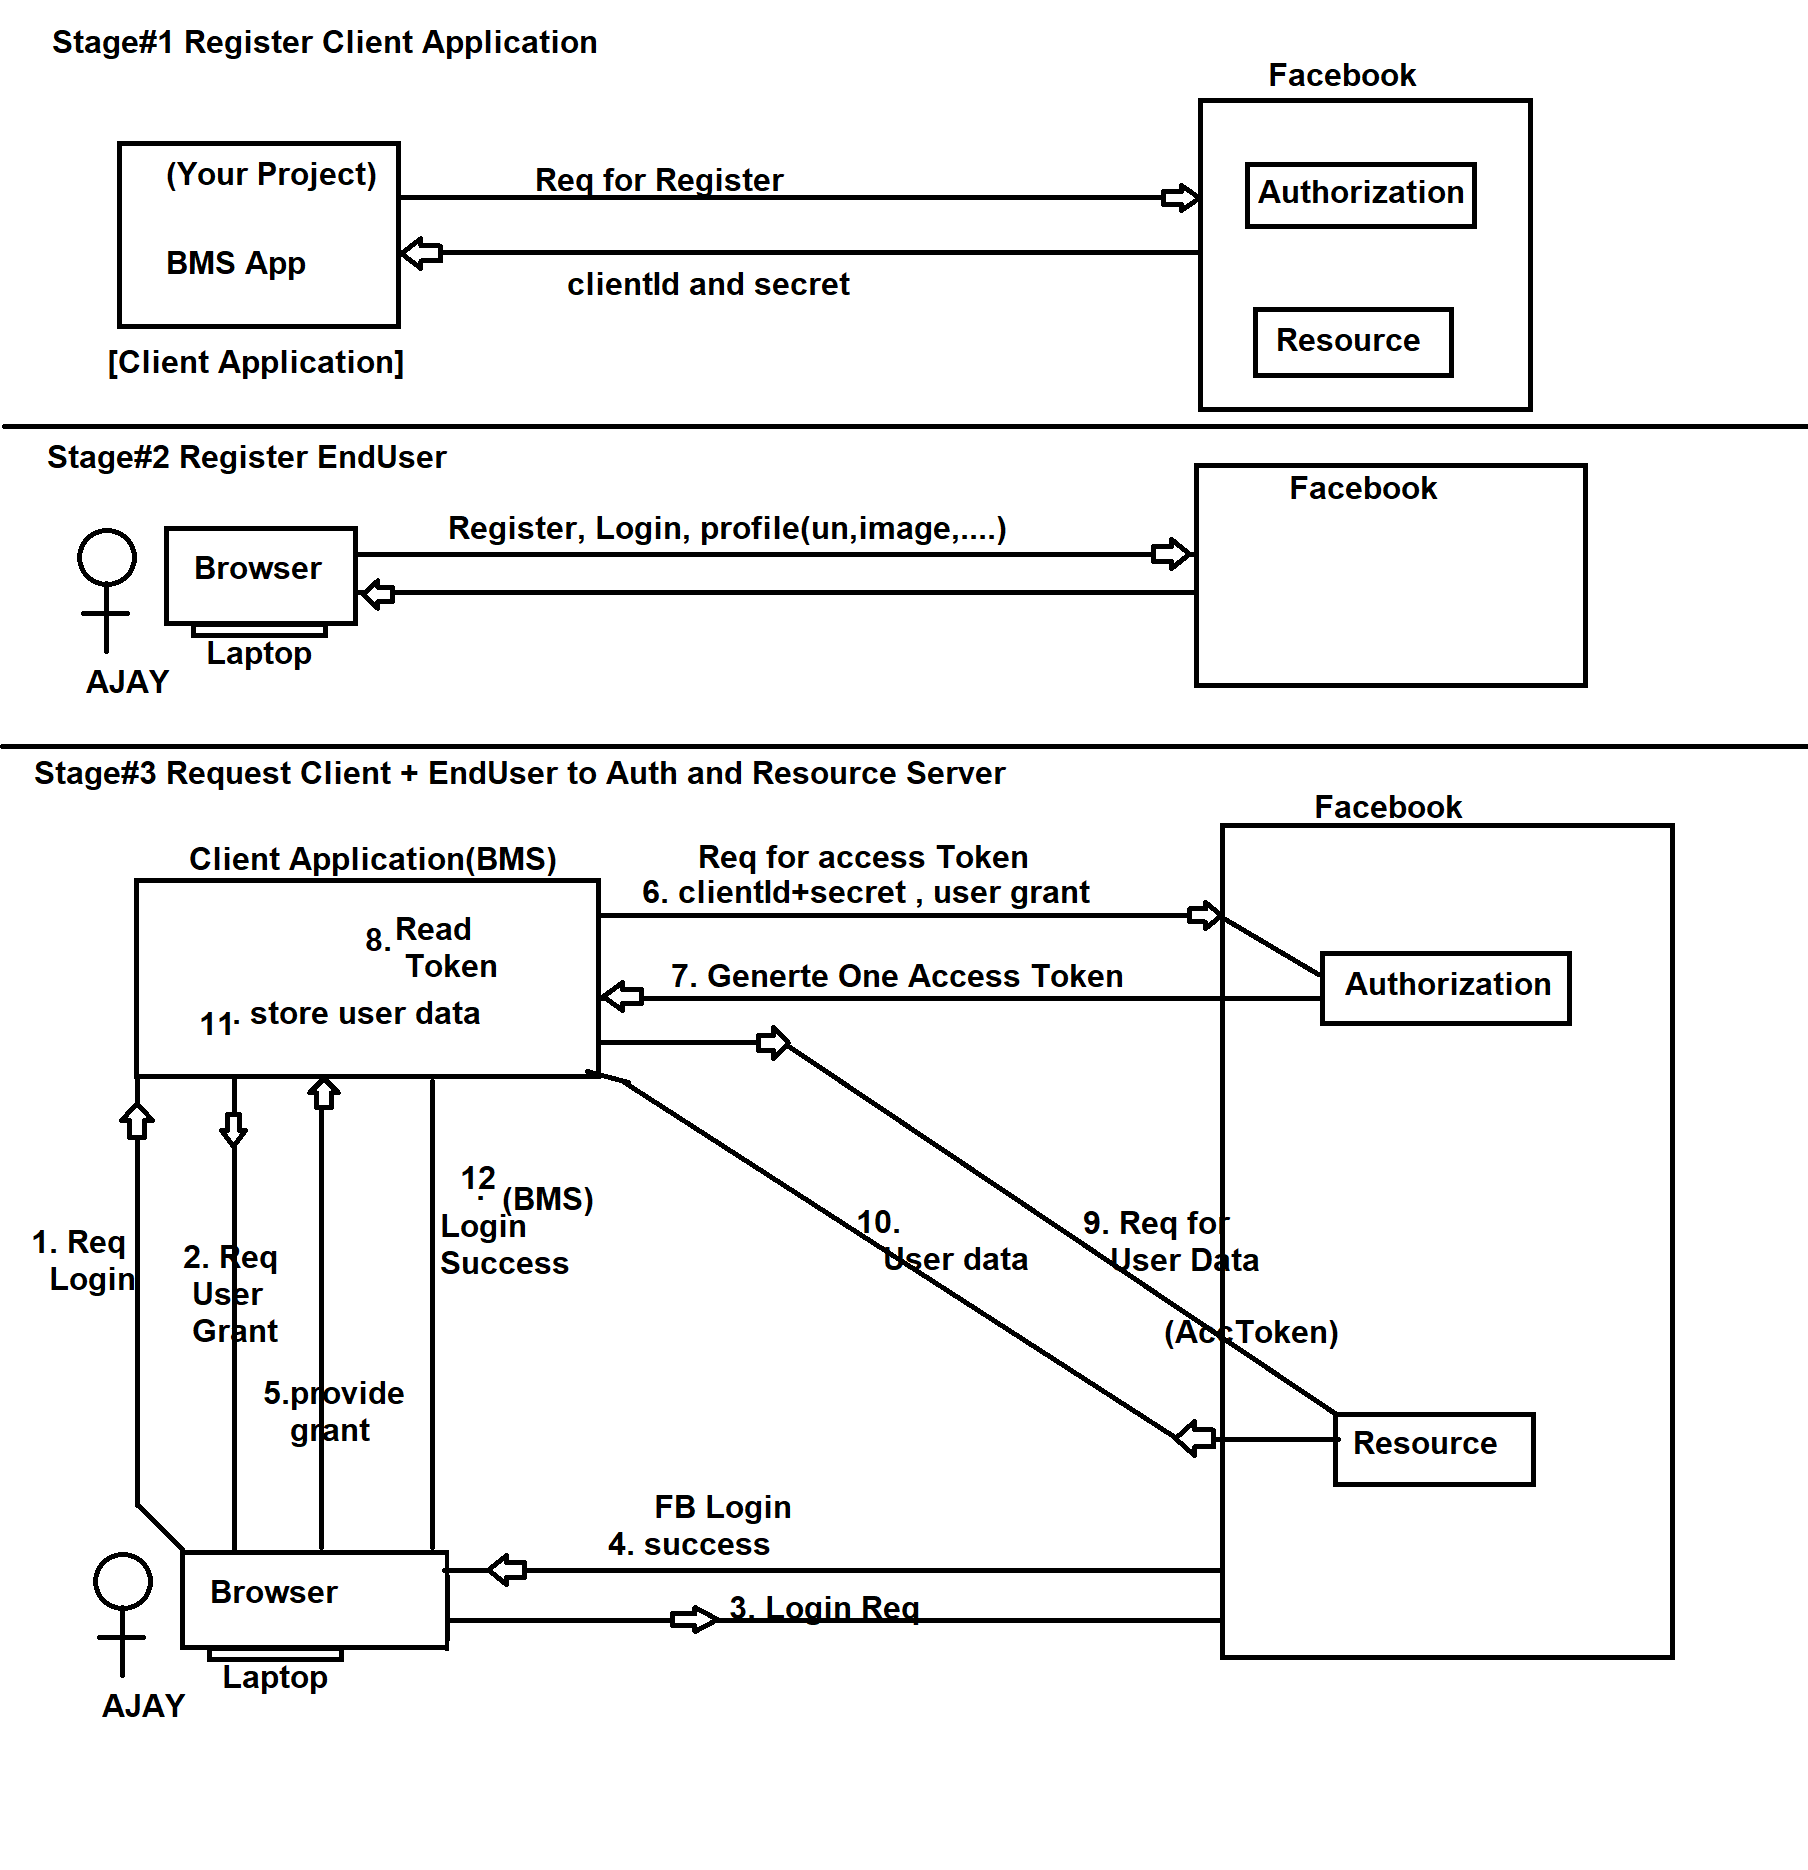 Stage#1 Register Client Application
Facebook
(Your Project)
BMS App
[Client Application]
Req for Register
clientId and secret
Authorization
Resource
Stage#2 Register EndUser
Facebook
Register, Login, profile(un,image,....)
Browser
Laptop
AJAY
Stage#3 Request Client + EndUser to Auth and Resource Server
Facebook
Client Application(BMS)
Req for access Token
6. clientId+secret , user grant
8. Read
Token
7. Generte One Access Token
Authorization
11. store user data
12.
(BMS)
Login
Success
1. Req
Login
2. Req
User
Grant
5.provide
grant
10.
User data
9. Req for
User Data
(AccToken)
Resource
FB Login
4. success
3. Login Req
Browser
Laptop
AJAY